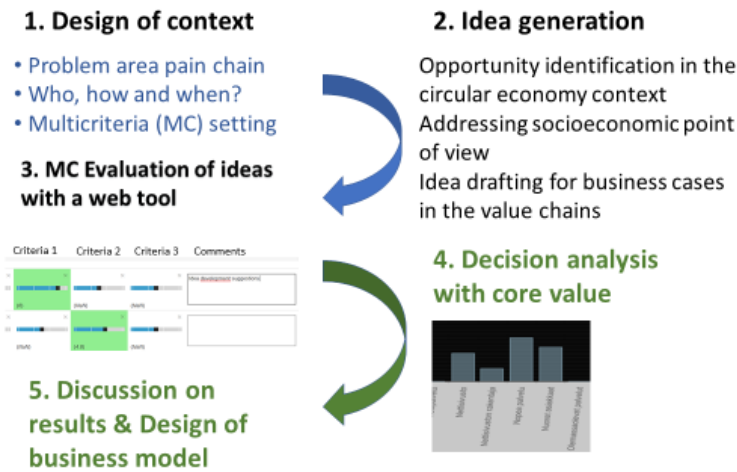 1. Design of context
• Problem area pain chain
• Who, how and when?
• Multicriteria (MC) setting
2. Idea generation
Opportunity identification in the
circular economy context
Addressing socioeconomic point
of view
Idea drafting for business cases
in the value chains
3. MC Evaluation of ideas
with a web tool
Criteria 1 Criteria 2 Criteria 3 Comments
Idea development suggestions
4. Decision analysis
with core value
5. Discussion on
results & Design of
business model